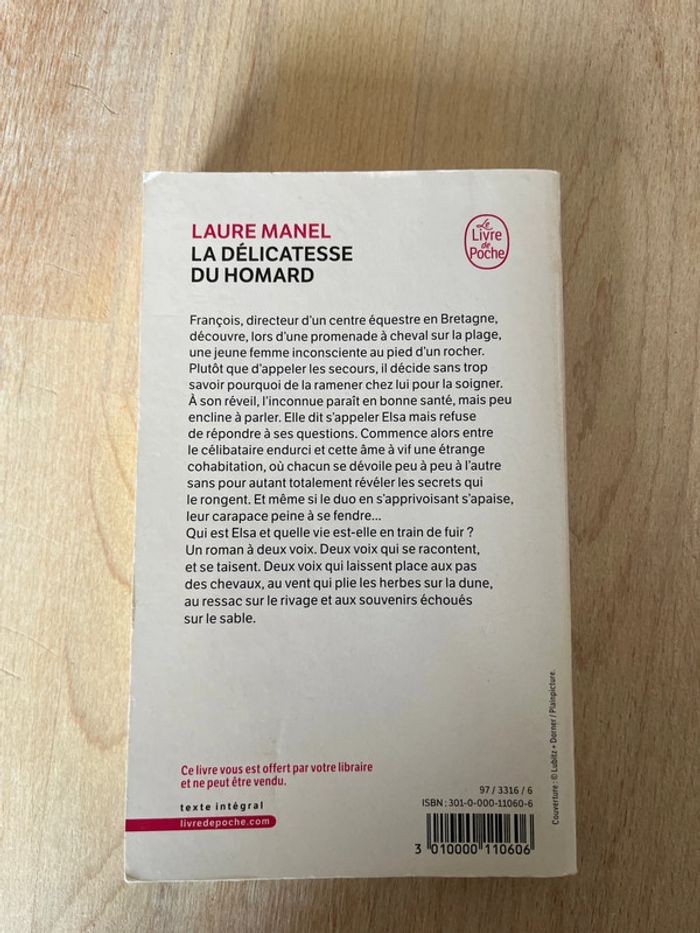 LAURE MANEL
LA DÉLICATESSE
DU HOMARD
Le
Livre
de
Poche
François, directeur d'un centre équestre en Bretagne,
découvre, lors d'une promenade à cheval sur la plage,
une jeune femme inconsciente au pied d'un rocher.
Plutôt que d'appeler les secours, il décide sans trop
savoir pourquoi de la ramener chez lui pour la soigner.
À son réveil, l'inconnue paraît en bonne santé, mais peu
encline à parler. Elle dit s'appeler Elsa mais refuse
de répondre à ses questions. Commence alors entre
le célibataire endurci et cette âme à vif une étrange
cohabitation, où chacun se dévoile peu à peu à l'autre
sans pour autant totalement révéler les secrets qui
le rongent. Et même si le duo en s'apprivoisant s'apaise,
leur carapace peine à se fendre...
Qui est Elsa et quelle vie est-elle en train de fuir ?
Un roman à deux voix. Deux voix qui se racontent,
et se taisent. Deux voix qui laissent place aux pas
des chevaux, au vent qui plie les herbes sur la dune,
au ressac sur le rivage et aux souvenirs échoués
sur le sable.
Ce livre vous est offert par votre libraire
et ne peut être vendu.
texte intégral
livredepoche.com
97 / 3316 / 6
ISBN : 301-0-000-11060-6
3 010000 110606
Couverture : © Lubitz + Dorner / Plainpicture.